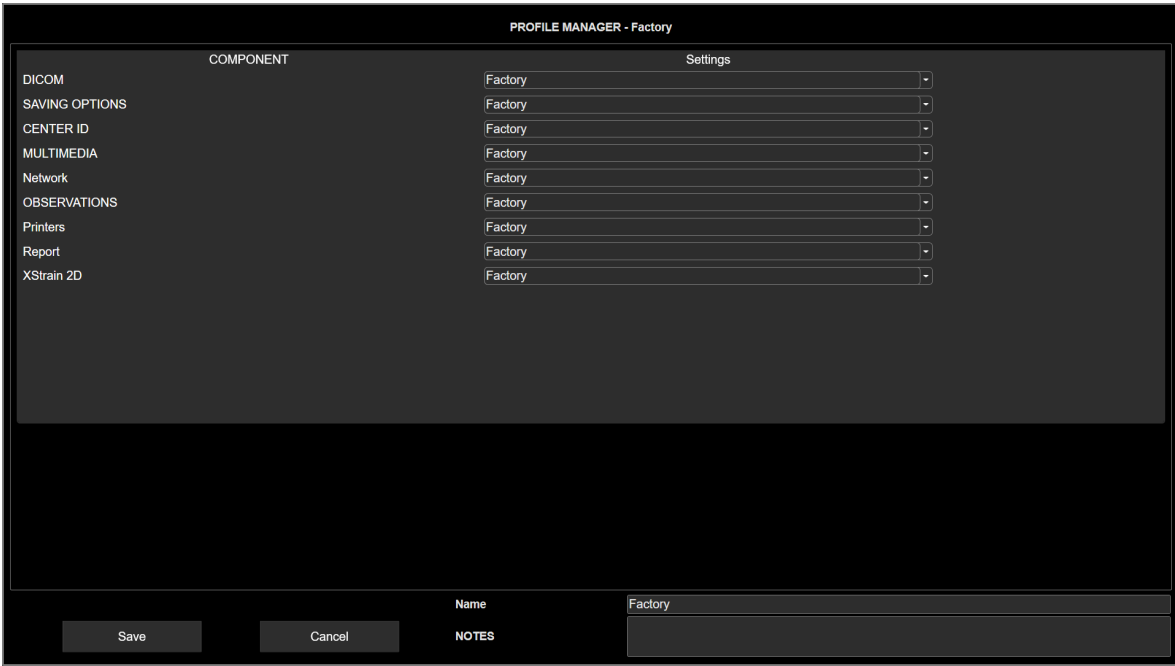 PROFILE MANAGER - Factory
COMPONENT Settings
DICOM Factory
SAVING OPTIONS Factory
CENTER ID Factory
MULTIMEDIA Factory
Network Factory
OBSERVATIONS Factory
Printers Factory
Report Factory
XStrain 2D Factory
Name Factory
Save Cancel NOTES